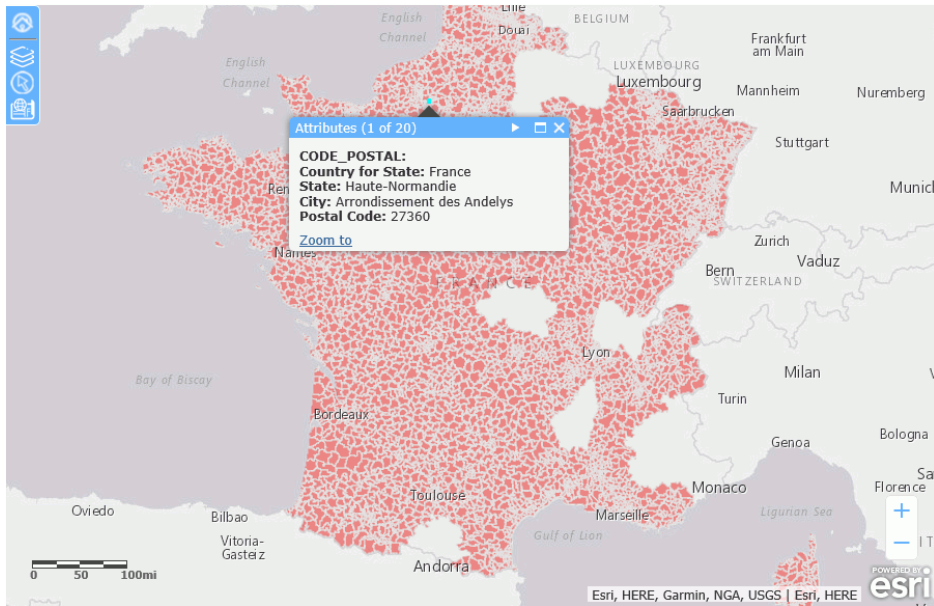 English
Channel
Lille
Douai
BELGIUM
Frankfurt
am Main
English
Channel
LUXEMBOURG
Luxembourg
Mannheim
Nuremberg
Saarbrucken
Attributes (1 of 20)
Stuttgart
CODE_POSTAL:
Country for State: France
State: Haute-Normandie
City: Arrondissement des Andelys
Postal Code: 27360
Zoom to
Nantes
Zurich
Vaduz
Bern
SWITZERLAND
FRANCE
Lyon
Bay of Biscay
Milan
Turin
Bordeaux
Genoa
Bologna
Toulouse
Monaco
Florence
Oviedo
Bilbao
Marseille
Ligurian Sea
Vitoria-
Gasteiz
Gulf of Lion
Andorra
0 50 100mi
Esri, HERE, Garmin, NGA, USGS | Esri, HERE
POWERED BY
esri